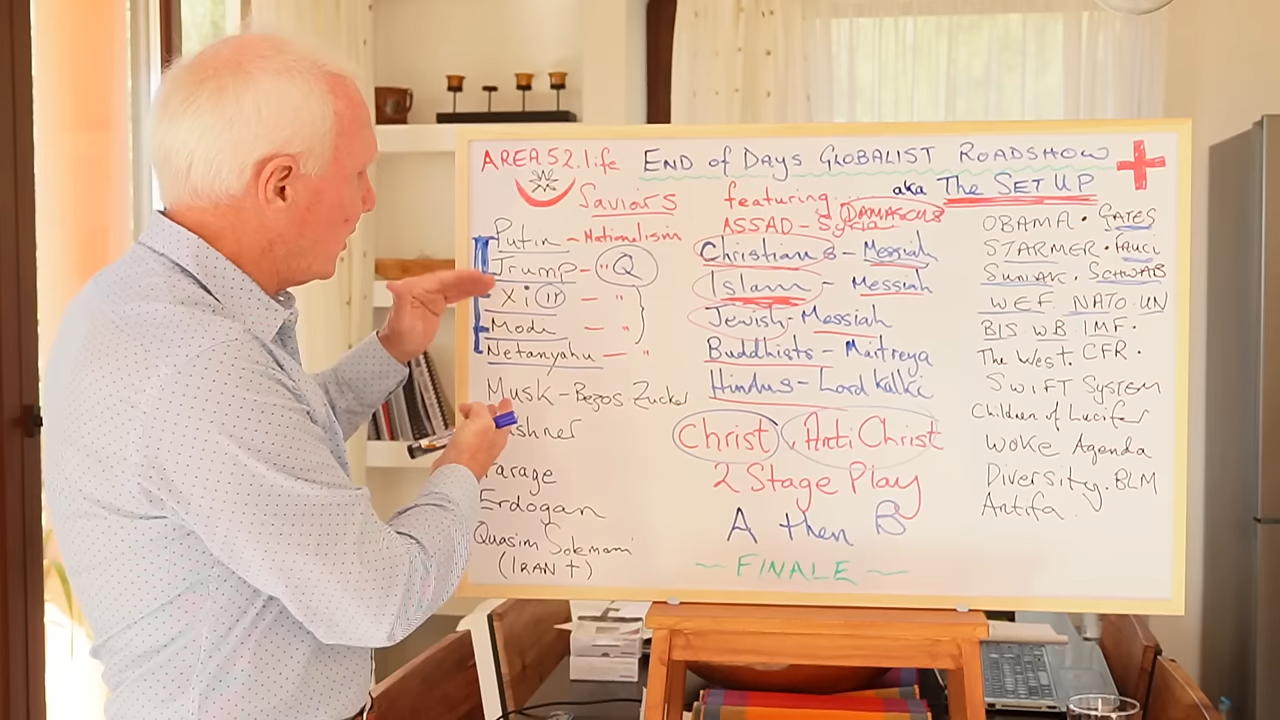 AREA52.life END of DAYS GLOBALIST ROADSHOW
aka The SET UP
Saviors
Putin - Nationalism
Trump - "Q"
Xi - "
Modi - "
Netanyahu - "
Musk - Bezos Zucker
shner
arage
Erdogan
Quasim Solemani
(IRAN +)
featuring
ASSAD - Syria DAMASCUS
Christians - Messiah
Islam - Messiah
Jewish - Messiah
Buddhists - Maitreya
Hindus - Lord Kalki
Christ, AntiChrist
2 Stage Play
A then B
~ FINALE ~
OBAMA · GATES
STARMER · FAUCI
SUNAK · SCHWAB
WEF NATO UN
BIS WB IMF ·
The West. CFR ·
SWIFT SYSTEM
Children of Lucifer
WOKE Agenda
Diversity. BLM
Antifa.